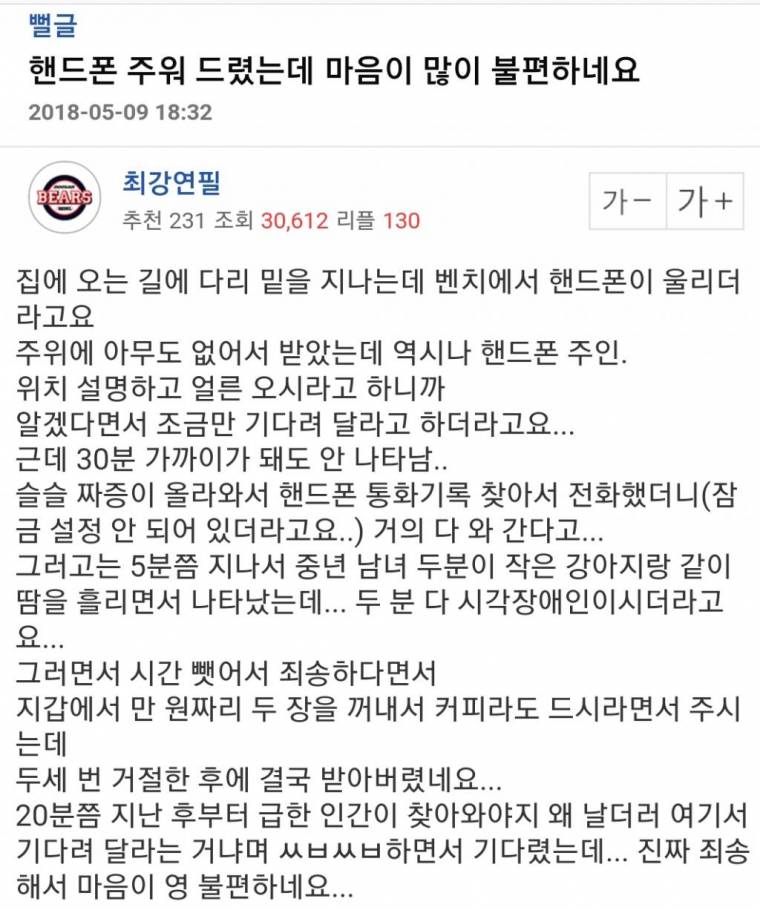 뻘글
핸드폰 주워 드렸는데 마음이 많이 불편하네요
2018-05-09 18:32
BEARS
최강연필
추천 231 조회 30,612 리플 130
가－ 가＋
집에 오는 길에 다리 밑을 지나는데 벤치에서 핸드폰이 울리더
라고요
주위에 아무도 없어서 받았는데 역시나 핸드폰 주인.
위치 설명하고 얼른 오시라고 하니까
알겠다면서 조금만 기다려 달라고 하더라고요...
근데 30분 가까이가 돼도 안 나타남..
슬슬 짜증이 올라와서 핸드폰 통화기록 찾아서 전화했더니(잠
금 설정 안 되어 있더라고요..) 거의 다 와 간다고...
그러고는 5분쯤 지나서 중년 남녀 두분이 작은 강아지랑 같이
땀을 흘리면서 나타났는데... 두 분 다 시각장애인이시더라고
요...
그러면서 시간 뺏어서 죄송하다면서
지갑에서 만 원짜리 두 장을 꺼내서 커피라도 드시라면서 주시
는데
두세 번 거절한 후에 결국 받아버렸네요...
20분쯤 지난 후부터 급한 인간이 찾아와야지 왜 날더러 여기서
기다려 달라는 거냐며 ㅆㅂㅆㅂ하면서 기다렸는데... 진짜 죄송
해서 마음이 영 불편하네요...